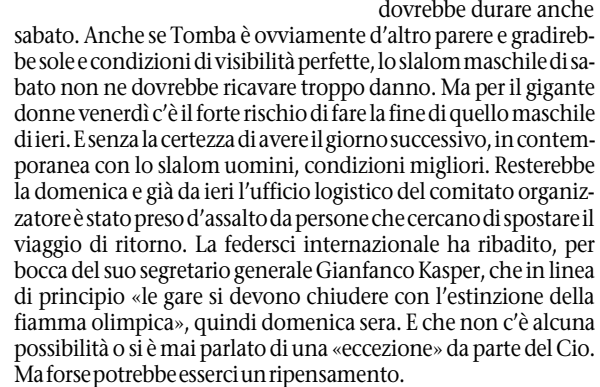 dovrebbe durare anche
sabato. Anche se Tomba è ovviamente d'altro parere e gradireb-
be sole e condizioni di visibilità perfette, lo slalom maschile di sa-
bato non ne dovrebbe ricavare troppo danno. Ma per il gigante
donne venerdì c'è il forte rischio di fare la fine di quello maschile
di ieri. E senza la certezza di avere il giorno successivo, in contem-
poranea con lo slalom uomini, condizioni migliori. Resterebbe
la domenica e già da ieri l'ufficio logistico del comitato organiz-
zatore è stato preso d'assalto da persone che cercano di spostare il
viaggio di ritorno. La federsci internazionale ha ribadito, per
bocca del suo segretario generale Gianfanco Kasper, che in linea
di principio «le gare si devono chiudere con l'estinzione della
fiamma olimpica», quindi domenica sera. E che non c'è alcuna
possibilità o si è mai parlato di una «eccezione» da parte del Cio.
Ma forse potrebbe esserci un ripensamento.